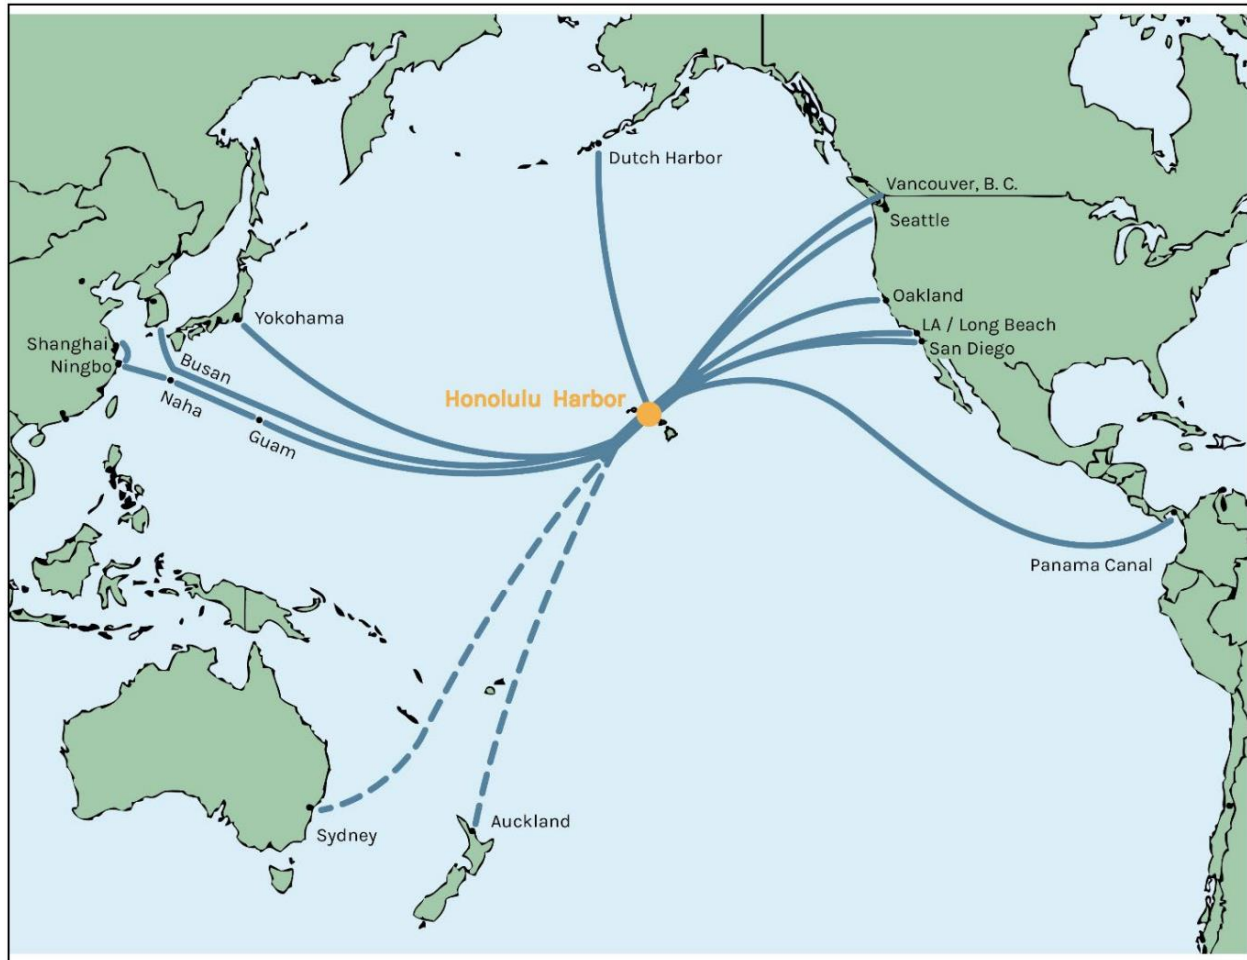 Dutch Harbor
Vancouver, B. C.
Seattle
Oakland
LA / Long Beach
San Diego
Yokohama
Shanghai
Ningbo
Busan
Naha
Guam
Honolulu Harbor
Panama Canal
Sydney
Auckland